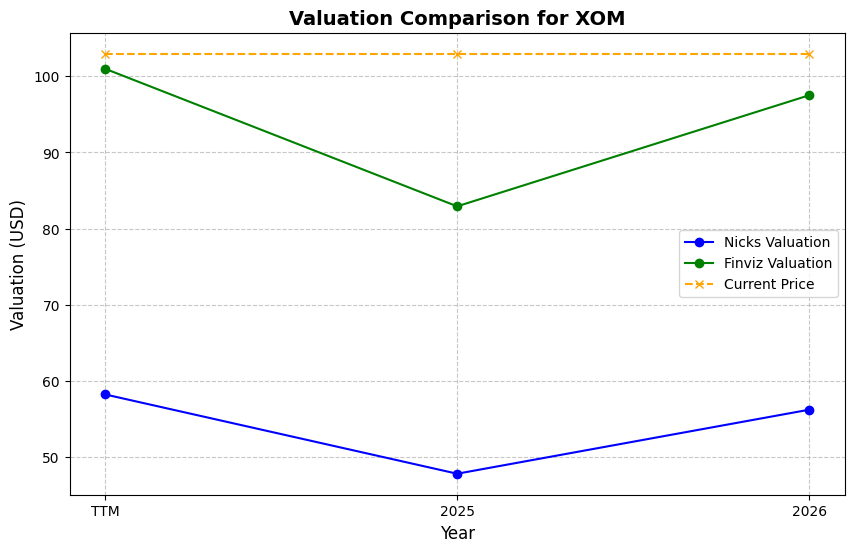 Valuation Comparison for XOM
100
90
80
70
60
50
Valuation (USD)
Nicks Valuation
Finviz Valuation
Current Price
TTM 2025 2026
Year